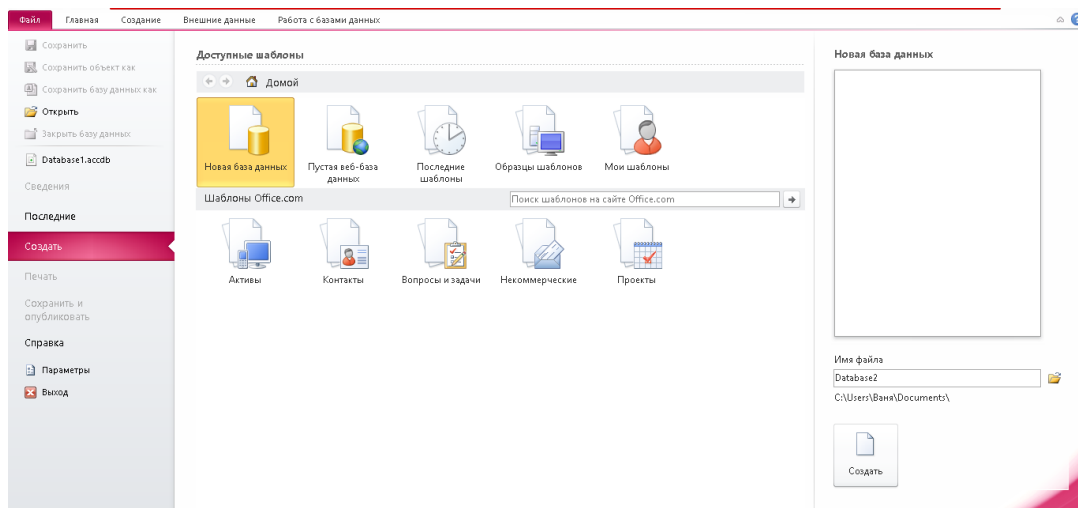 Файл Главная Создание Внешние данные Работа с базами данных
Сохранить
Сохранить объект как
Сохранить базу данных как
Открыть
Закрыть базу данных
Database1.accdb
Сведения
Последние
Создать
Печать
Сохранить и
опубликовать
Справка
Параметры
Выход
Доступные шаблоны
Домой
Новая база данных
Пустая веб-база
данных
Последние
шаблоны
Образцы шаблонов
Мои шаблоны
Шаблоны Office.com
Поиск шаблонов на сайте Office.com
Активы
Контакты
Вопросы и задачи
Некоммерческие
Проекты
Новая база данных
Имя файла
Database2
C:\Users\Ваня\Documents\
Создать